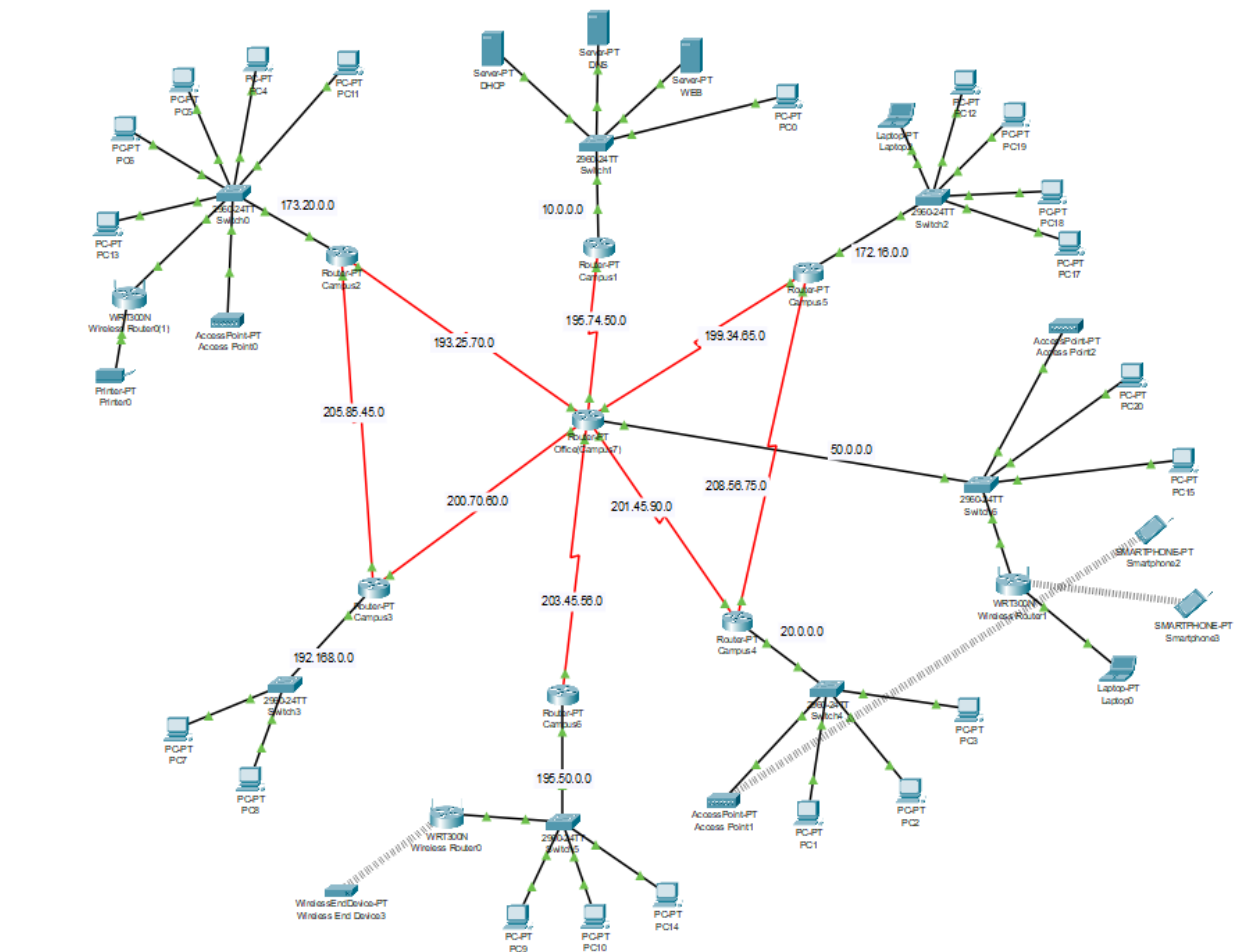 Server-PT
DHCP
Server-PT
DNS
Server-PT
WEB
PC-PT
PC0
2960-24TT
Switch1
10.0.0.0
Router-PT
Campus1
195.74.50.0
PC-PT
PC4
PC-PT
PC11
PC-PT
PC5
PC-PT
PC6
PC-PT
PC13
2960-24TT
Switch0
173.20.0.0
Router-PT
Campus2
WRT300N
Wireless Router0(1)
AccessPoint-PT
Access Point0
Printer-PT
Printer0
193.25.70.0
205.85.45.0
PC-PT
PC12
Laptop-PT
PC-PT
PC19
2960-24TT
Switch2
PC-PT
PC18
PC-PT
PC17
172.16.0.0
Router-PT
Campus5
199.34.65.0
Router-PT
Office(Campus7)
50.0.0.0
AccessPoint-PT
Access Point2
PC-PT
PC20
PC-PT
PC15
2960-24TT
Switch6
SMARTPHONE-PT
Smartphone2
SMARTPHONE-PT
Smartphone3
WRT300N
Wireless Router1
Laptop-PT
Laptop0
200.70.60.0
201.45.90.0
208.56.75.0
203.45.56.0
Router-PT
Campus3
192.168.0.0
2960-24TT
Switch3
PC-PT
PC7
PC-PT
PC8
Router-PT
Campus4
20.0.0.0
2960-24TT
Switch4
PC-PT
PC3
PC-PT
PC2
PC-PT
PC1
AccessPoint-PT
Access Point1
Router-PT
Campus6
195.50.0.0
WRT300N
Wireless Router0
2960-24TT
Switch5
WirelessEndDevice-PT
Wireless End Device3
PC-PT
PC9
PC-PT
PC10
PC-PT
PC14